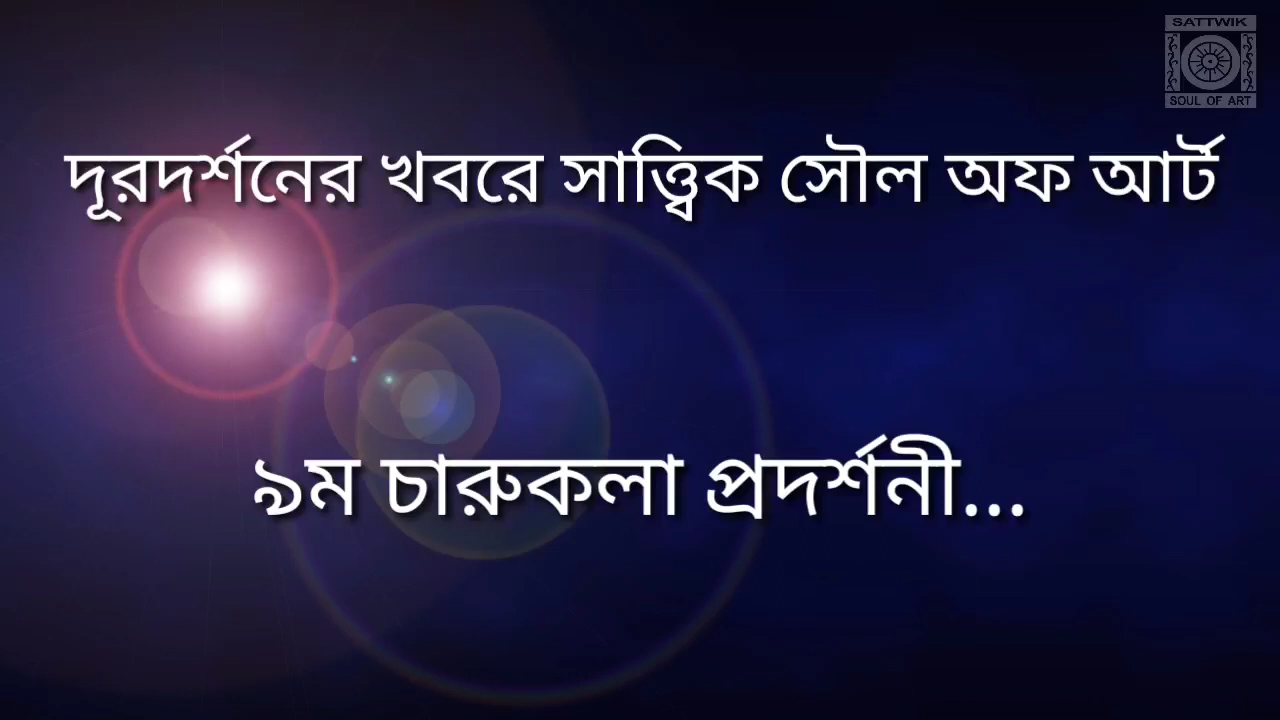 SATTWIK
SOUL OF ART
দূরদর্শনের খবরে সাত্ত্বিক সৌল অফ আর্ট
৯ম চারুকলা প্রদর্শনী...